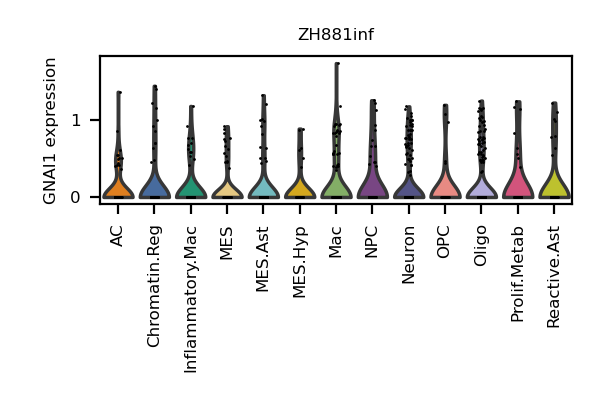 ZH881inf
GNAI1 expression
1
0
AC
Chromatin.Reg
Inflammatory.Mac
MES
MES.Ast
MES.Hyp
Mac
NPC
Neuron
OPC
Oligo
Prolif.Metab
Reactive.Ast